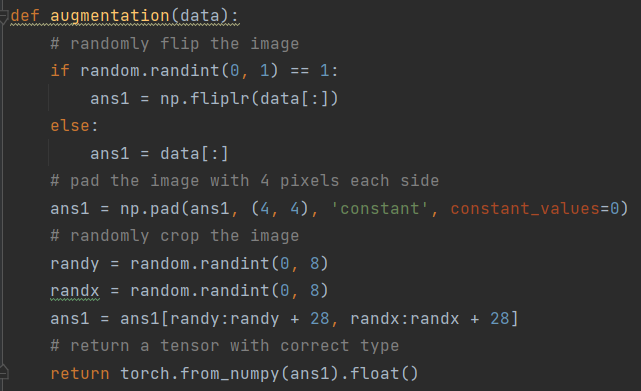 def augmentation(data):
    # randomly flip the image
    if random.randint(0, 1) == 1:
        ans1 = np.fliplr(data[:])
    else:
        ans1 = data[:]
    # pad the image with 4 pixels each side
    ans1 = np.pad(ans1, (4, 4), 'constant', constant_values=0)
    # randomly crop the image
    randy = random.randint(0, 8)
    randx = random.randint(0, 8)
    ans1 = ans1[randy:randy + 28, randx:randx + 28]
    # return a tensor with correct type
    return torch.from_numpy(ans1).float()